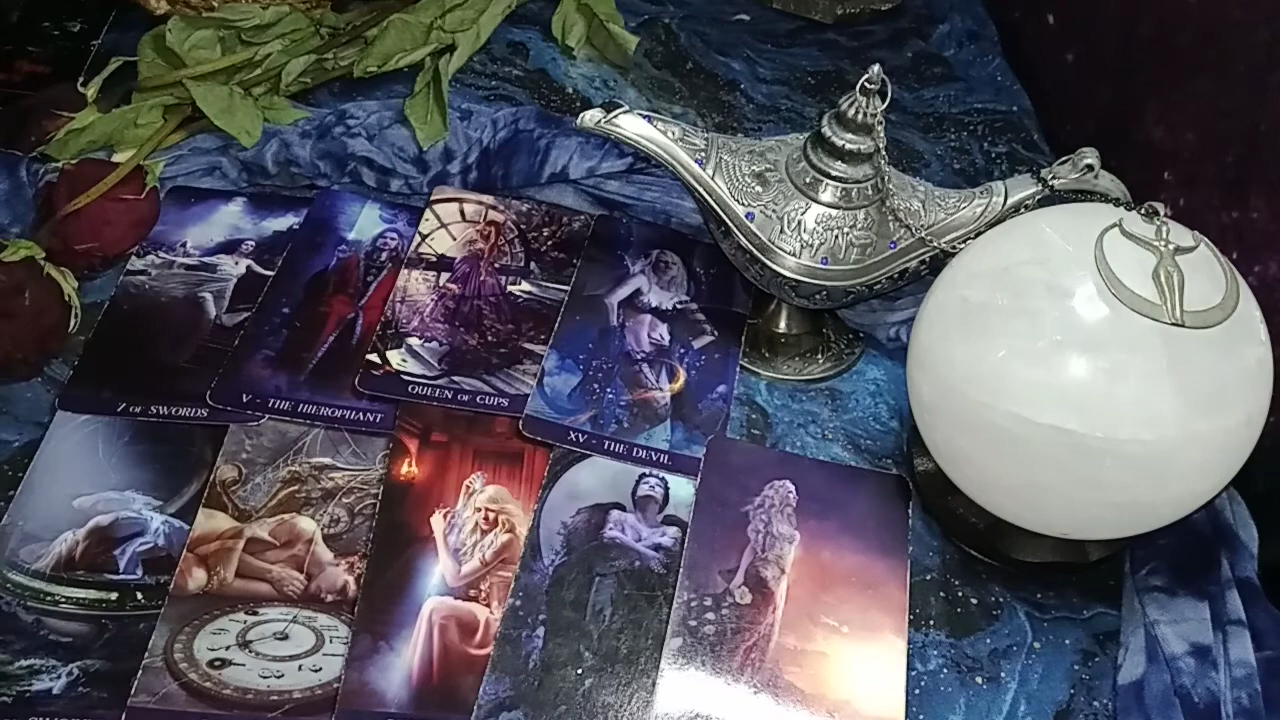 7 OF SWORDS
V - THE HIEROPHANT
QUEEN OF CUPS
XV - THE DEVIL